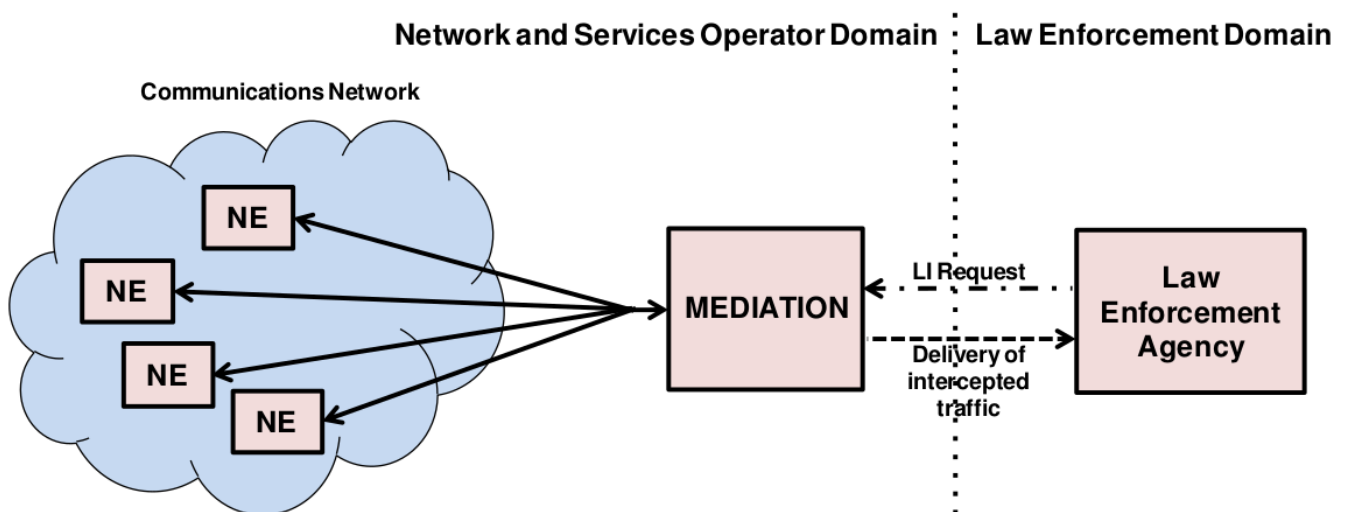 Network and Services Operator Domain
Law Enforcement Domain
Communications Network
NE
NE
NE
NE
MEDIATION
LI Request
Delivery of
intercepted
traffic
Law
Enforcement
Agency